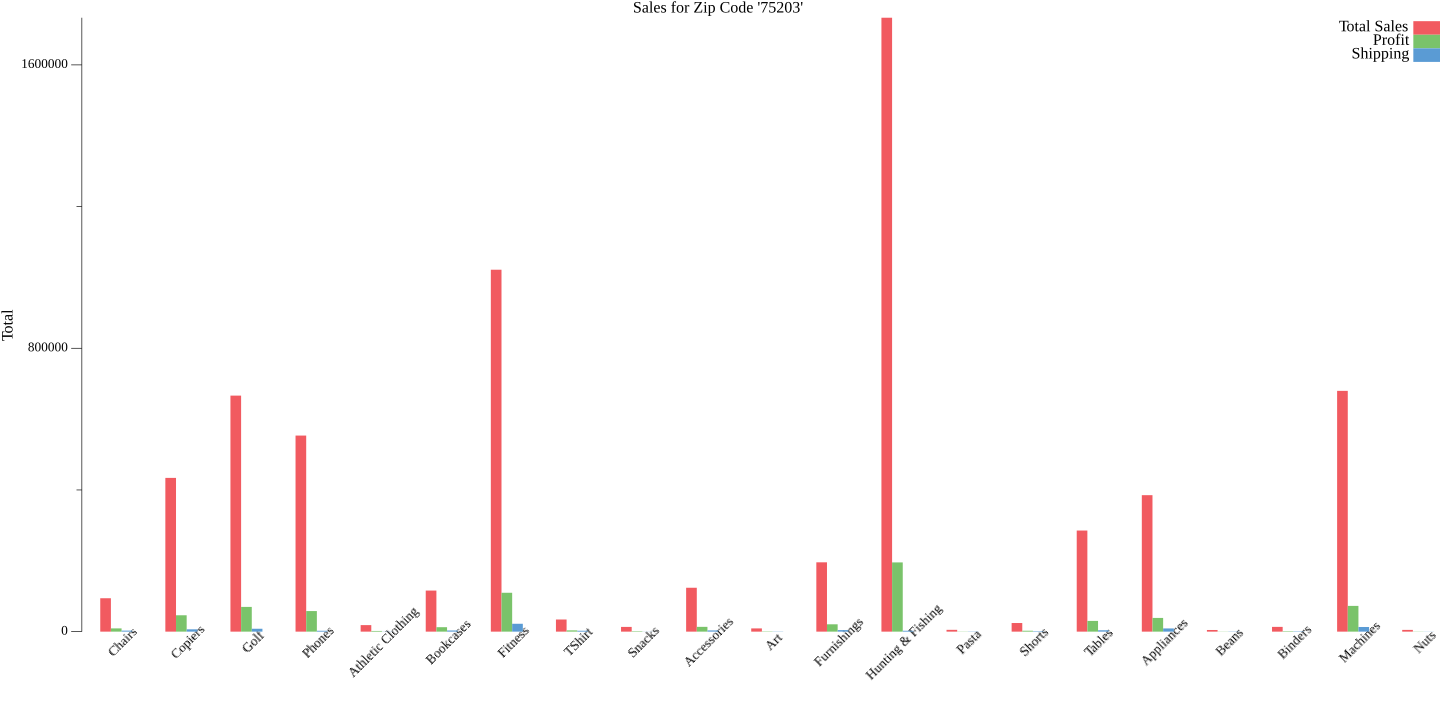 Sales for Zip Code '75203'
Total Sales
Profit
Shipping
1600000
800000
0
Total
Chairs
Copiers
Golf
Phones
Athletic Clothing
Bookcases
Fitness
TShirt
Snacks
Accessories
Art
Furnishings
Hunting & Fishing
Pasta
Shorts
Tables
Appliances
Beans
Binders
Machines
Nuts